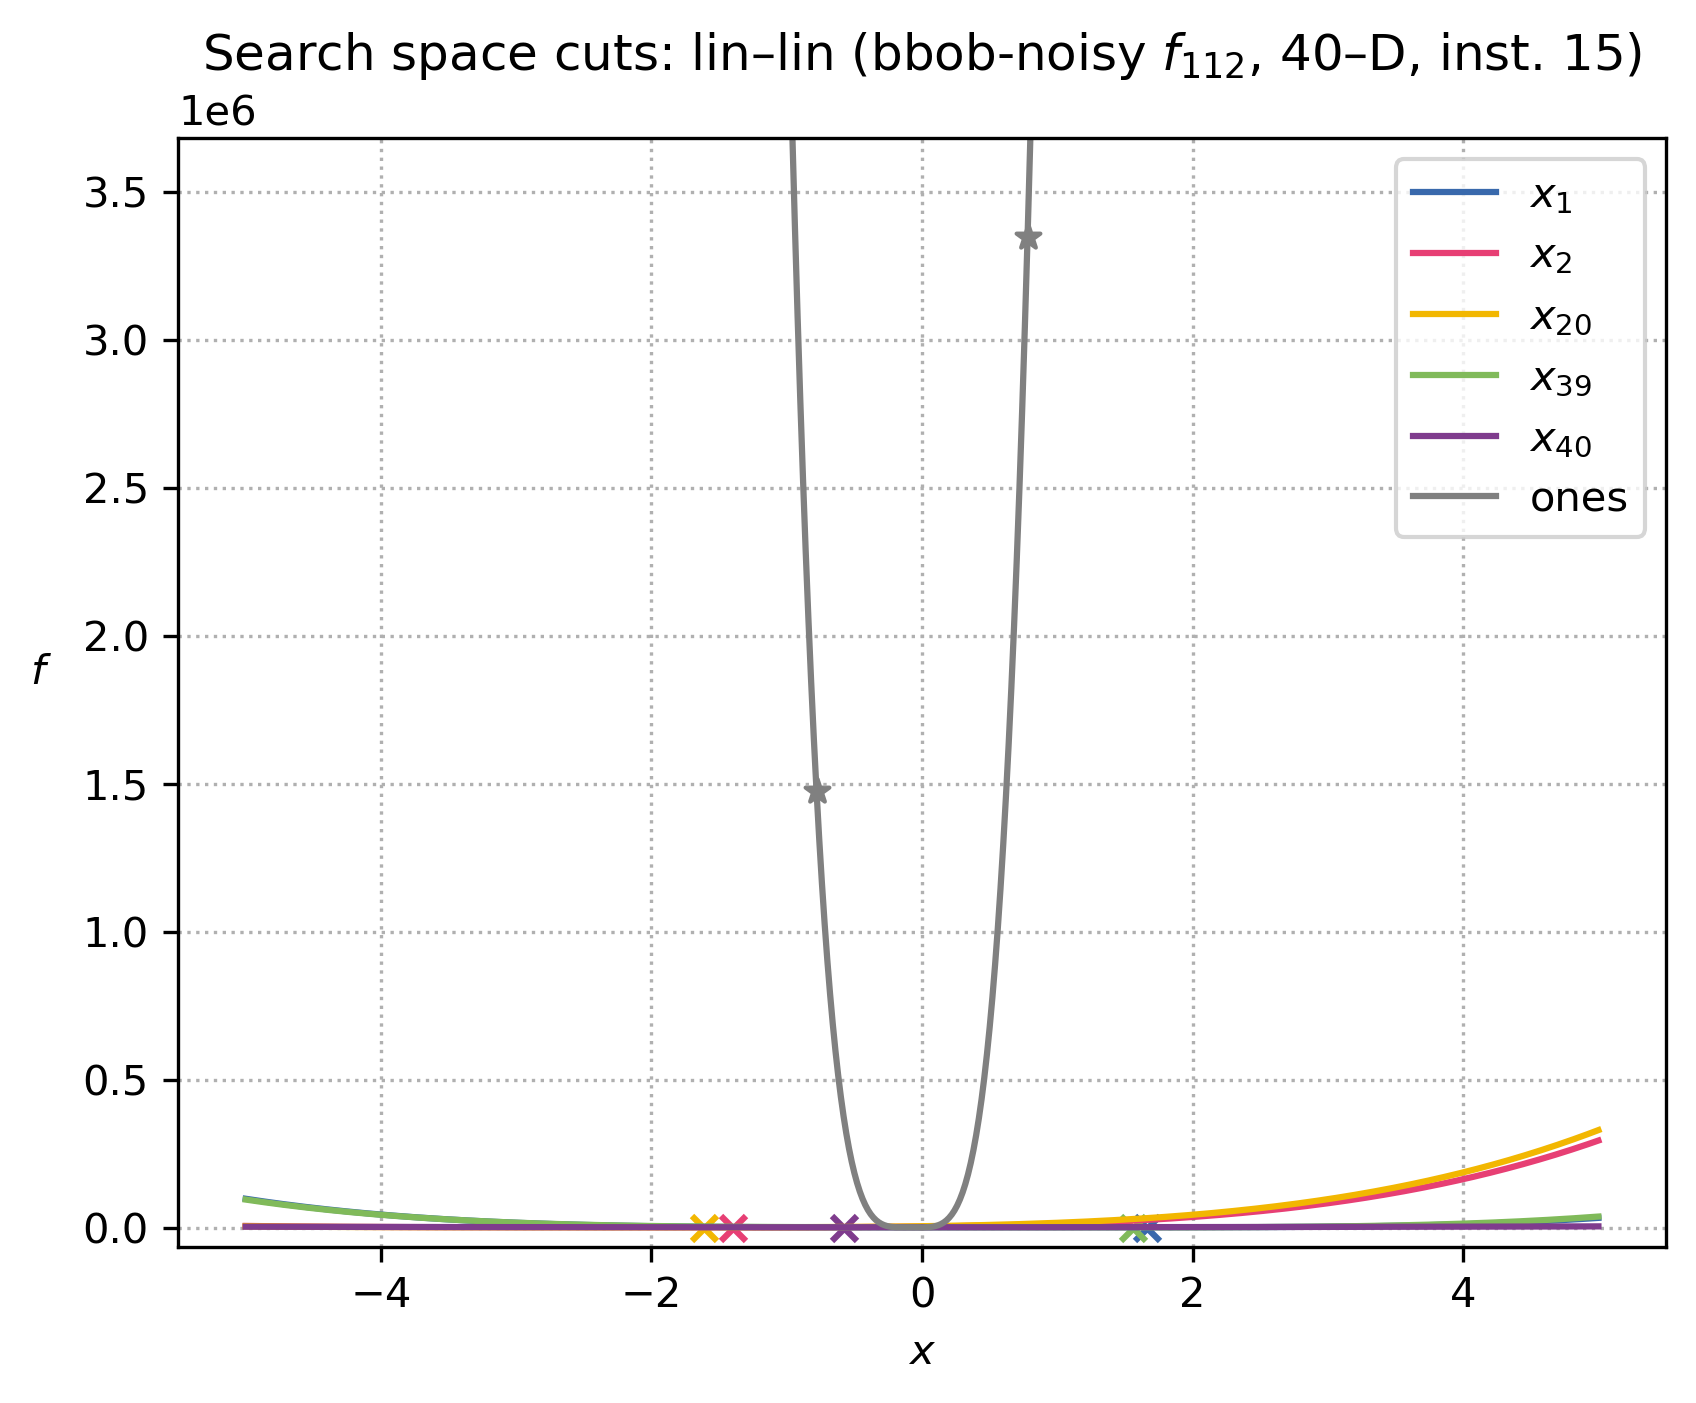 Search space cuts: lin–lin (bbob-noisy f112, 40–D, inst. 15)
1e6
3.5
3.0
2.5
2.0
1.5
1.0
0.5
0.0
f
−4
−2
0
2
4
x
x1
x2
x20
x39
x40
ones